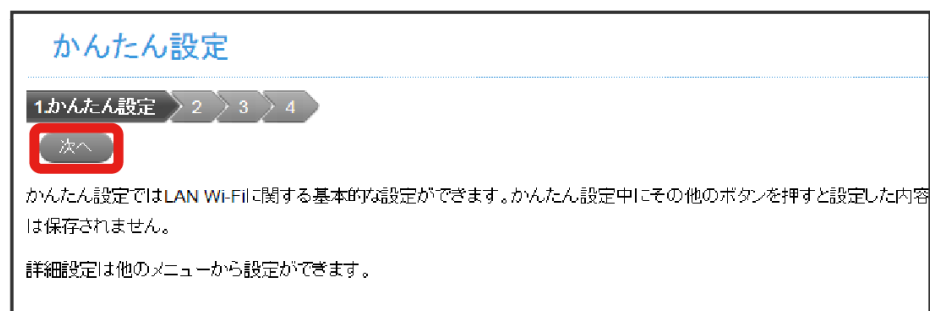 かんたん設定
1.かんたん設定 2 3 4
次へ
かんたん設定ではLAN Wi-Fiに関する基本的な設定ができます。かんたん設定中にその他のボタンを押すと設定した内容
は保存されません。
詳細設定は他のメニューから設定ができます。